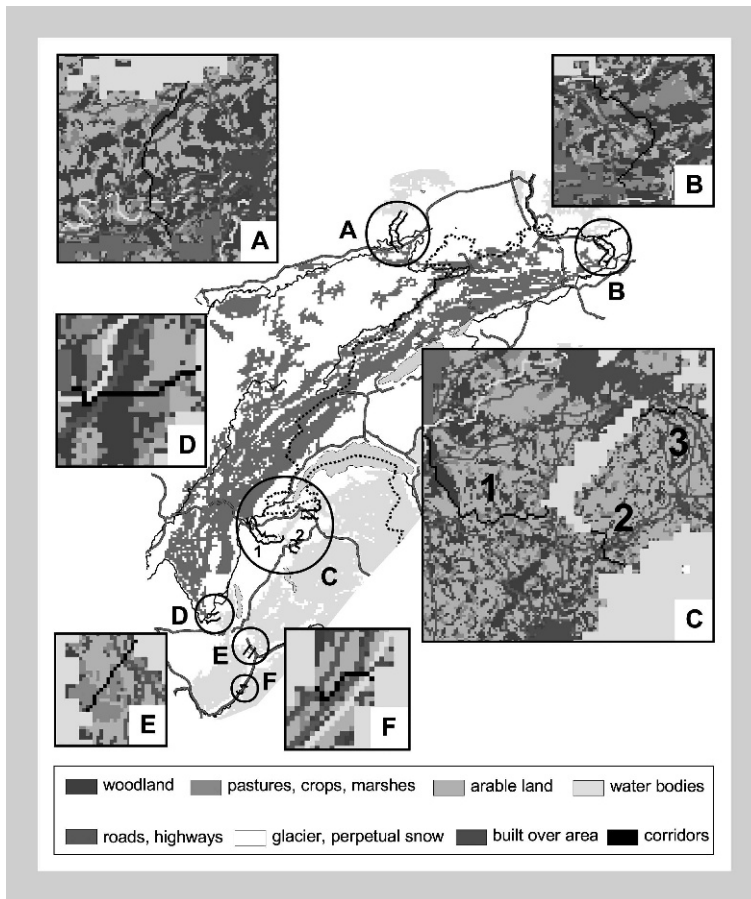 A
B
A
B
D
3
1
2
1
2
C
C
D
E
F
E
F
woodland pastures, crops, marshes arable land water bodies
roads, highways glacier, perpetual snow built over area corridors